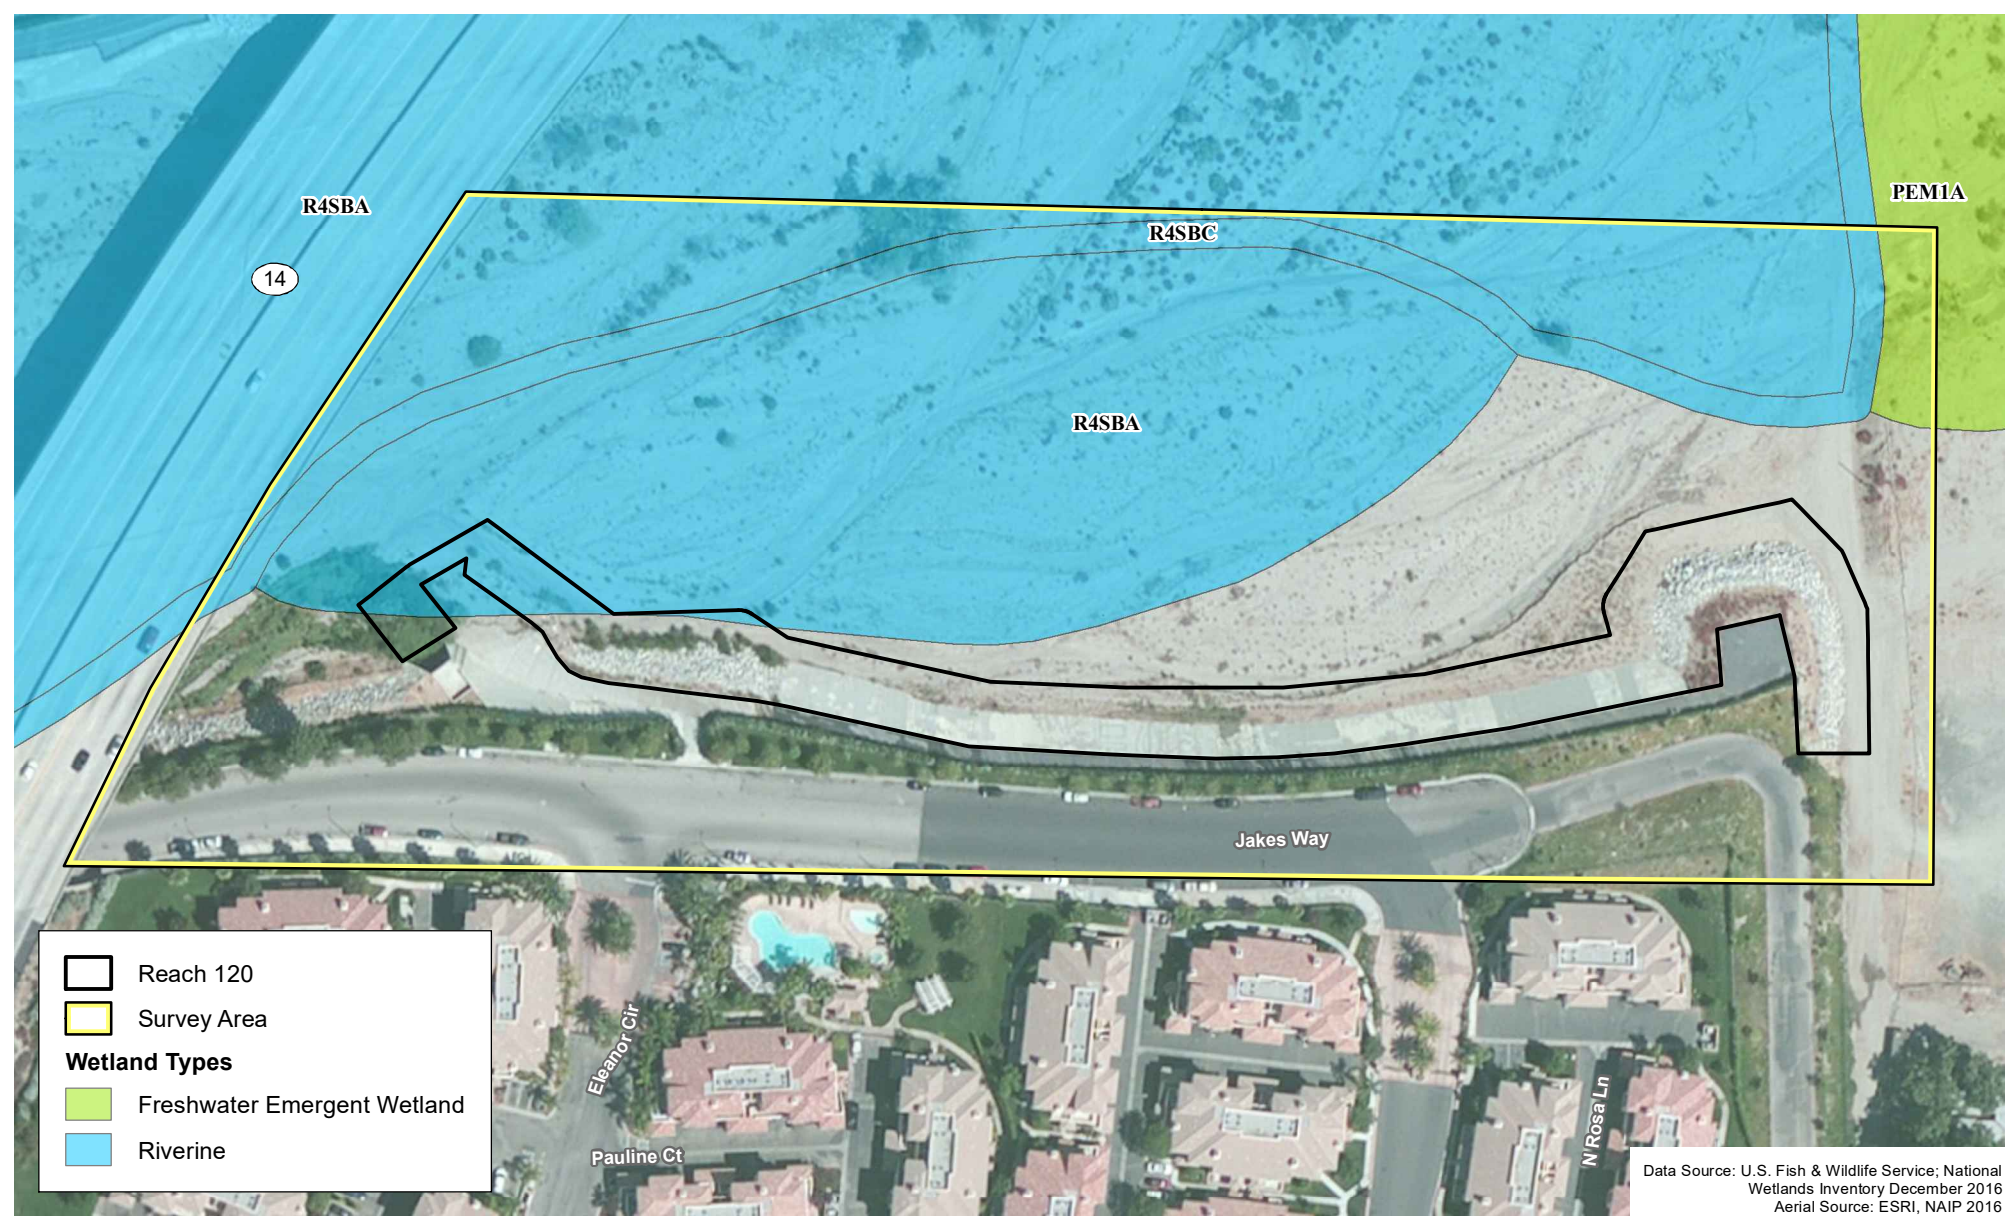 R4SBA
PEM1A
R4SBC
14
R4SBA
Jakes Way
Eleanor Cir
Pauline Ct
N Rosa Ln
Reach 120
Survey Area
Wetland Types
Freshwater Emergent Wetland
Riverine
Data Source: U.S. Fish & Wildlife Service; National
Wetlands Inventory December 2016
Aerial Source: ESRI, NAIP 2016